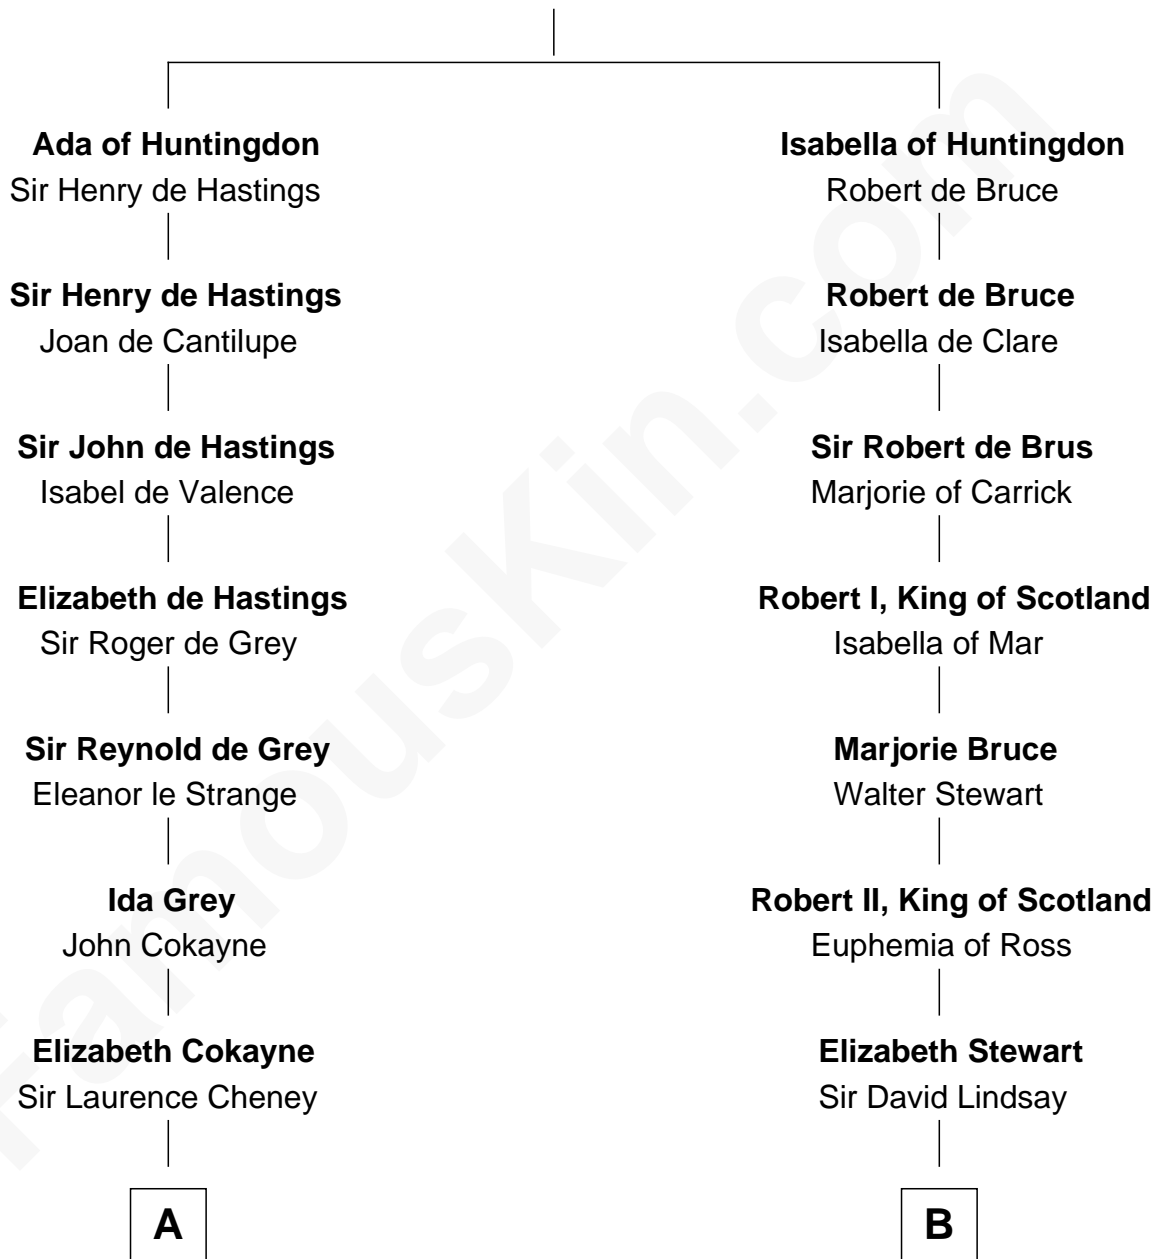 Ada of Huntingdon
Sir Henry de Hastings
Sir Henry de Hastings
Joan de Cantilupe
Sir John de Hastings
Isabel de Valence
Elizabeth de Hastings
Sir Roger de Grey
Sir Reynold de Grey
Eleanor le Strange
Ida Grey
John Cokayne
Elizabeth Cokayne
Sir Laurence Cheney
A
Isabella of Huntingdon
Robert de Bruce
Robert de Bruce
Isabella de Clare
Sir Robert de Brus
Marjorie of Carrick
Robert I, King of Scotland
Isabella of Mar
Marjorie Bruce
Walter Stewart
Robert II, King of Scotland
Euphemia of Ross
Elizabeth Stewart
Sir David Lindsay
B
FamousKin.com